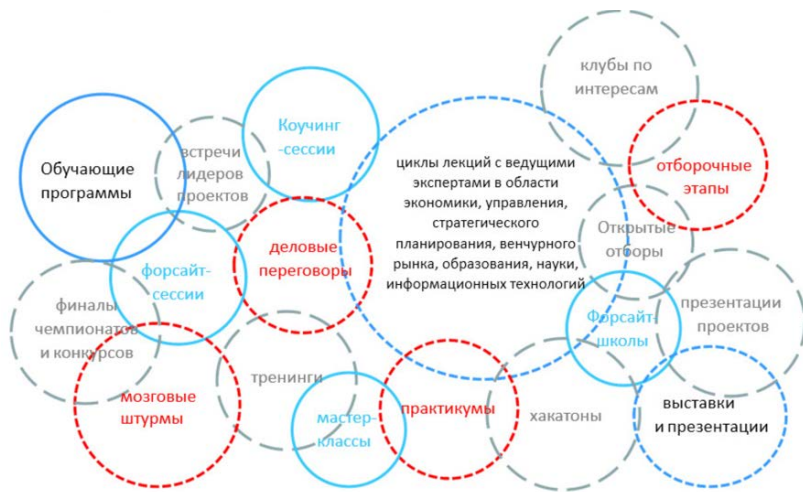 клубы по
интересам
Коучинг
-сессии
встречи
лидеров
проектов
Обучающие
программы
циклы лекций с ведущими
экспертами в области
экономики, управления,
стратегического
планирования, венчурного
рынка, образования, науки,
информационных технологий
отборочные
этапы
Открытые
отборы
деловые
переговоры
форсайт-
сессии
финалы
чемпионатов
и конкурсов
Форсайт-
школы
презентации
проектов
тренинги
мозговые
штурмы
мастер-
классы
практикумы
хакатоны
выставки
и презентации